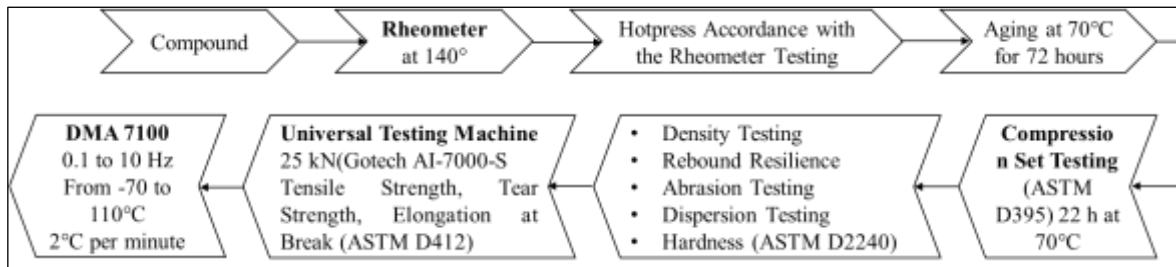 Compound
Rheometer
at 140°
Hotpress Accordance with
the Rheometer Testing
Aging at 70°C
for 72 hours
Compressio
n Set Testing
(ASTM
D395) 22 h at
70°C
• Density Testing
• Rebound Resilience
• Abrasion Testing
• Dispersion Testing
• Hardness (ASTM D2240)
Universal Testing Machine
25 kN(Gotech AI-7000-S
Tensile Strength, Tear
Strength, Elongation at
Break (ASTM D412)
DMA 7100
0.1 to 10 Hz
From -70 to
110°C
2°C per minute